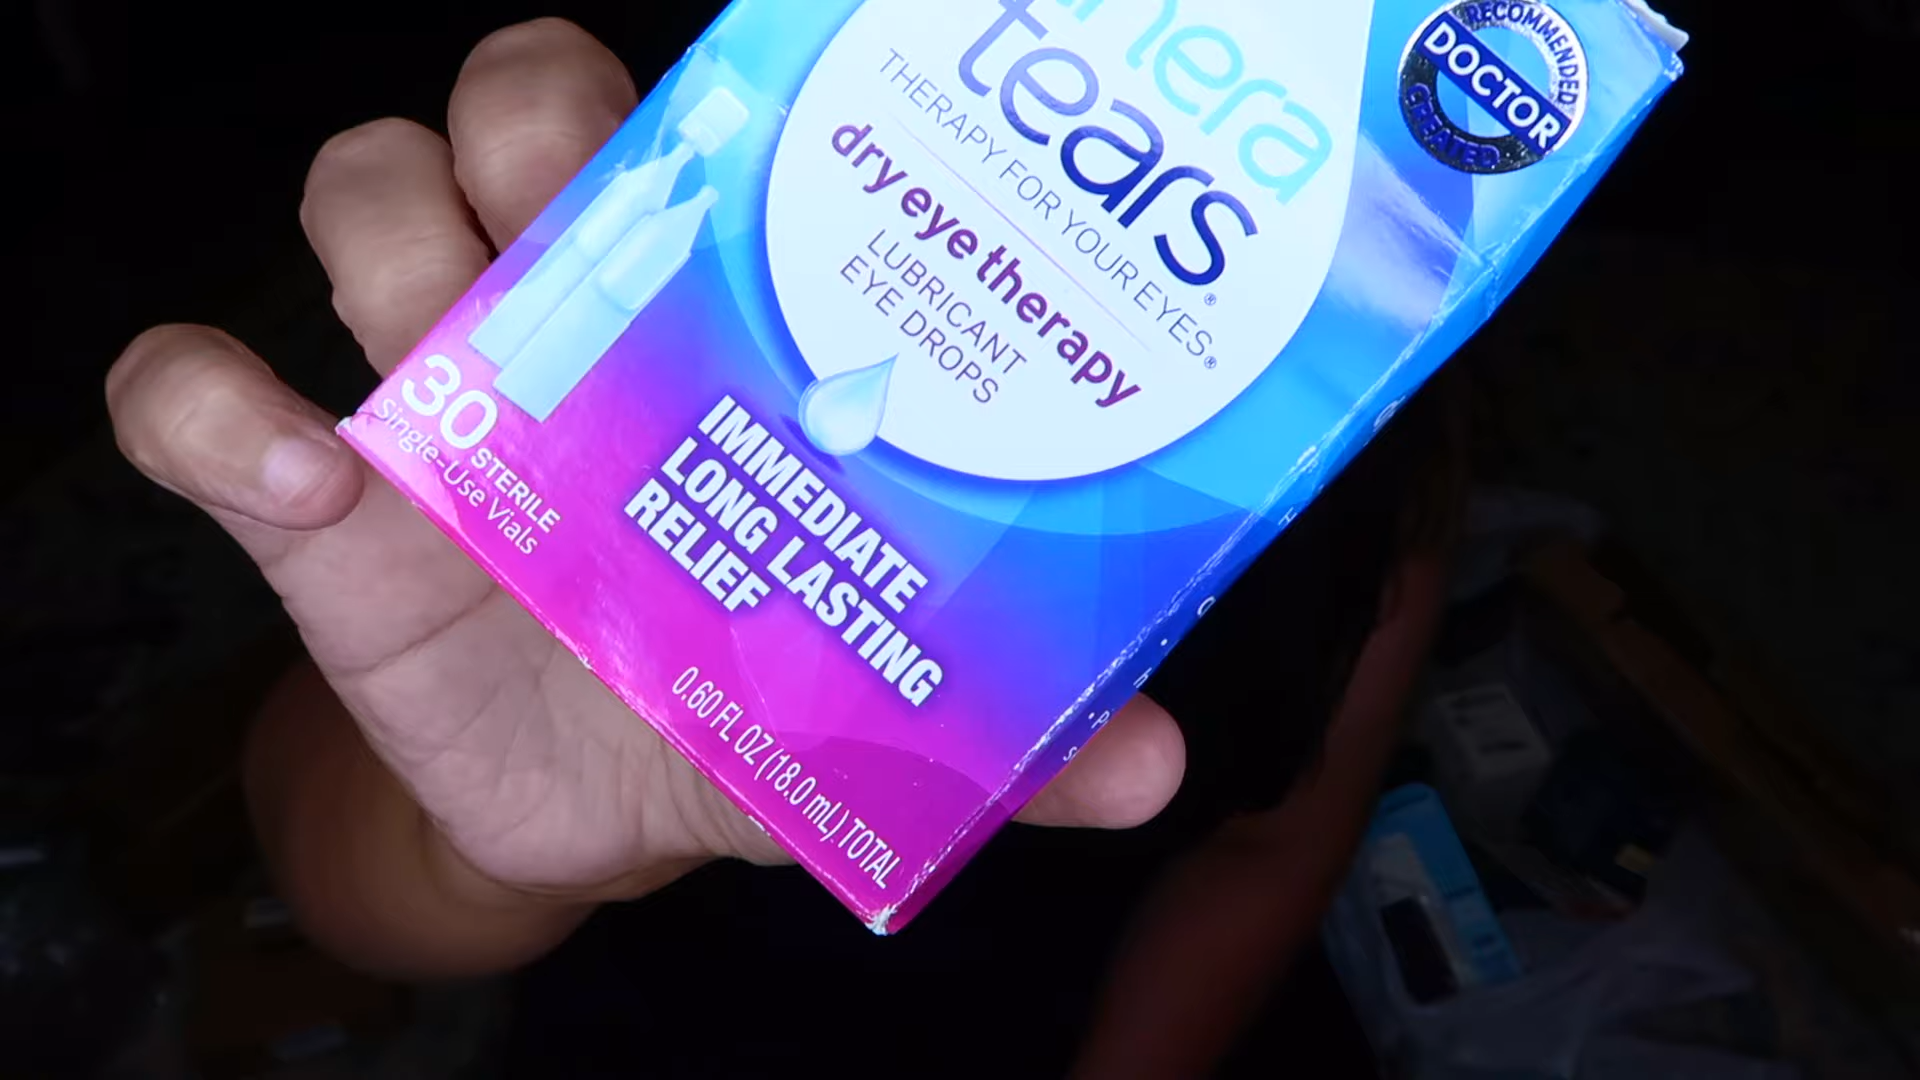 tears®
THERAPY FOR YOUR EYES®
dry eye therapy
LUBRICANT
EYE DROPS
RECOMMENDED
DOCTOR
CREATED
30 STERILE
Single-Use Vials
IMMEDIATE
LONG LASTING
RELIEF
0.60 FL OZ (18.0 mL) TOTAL